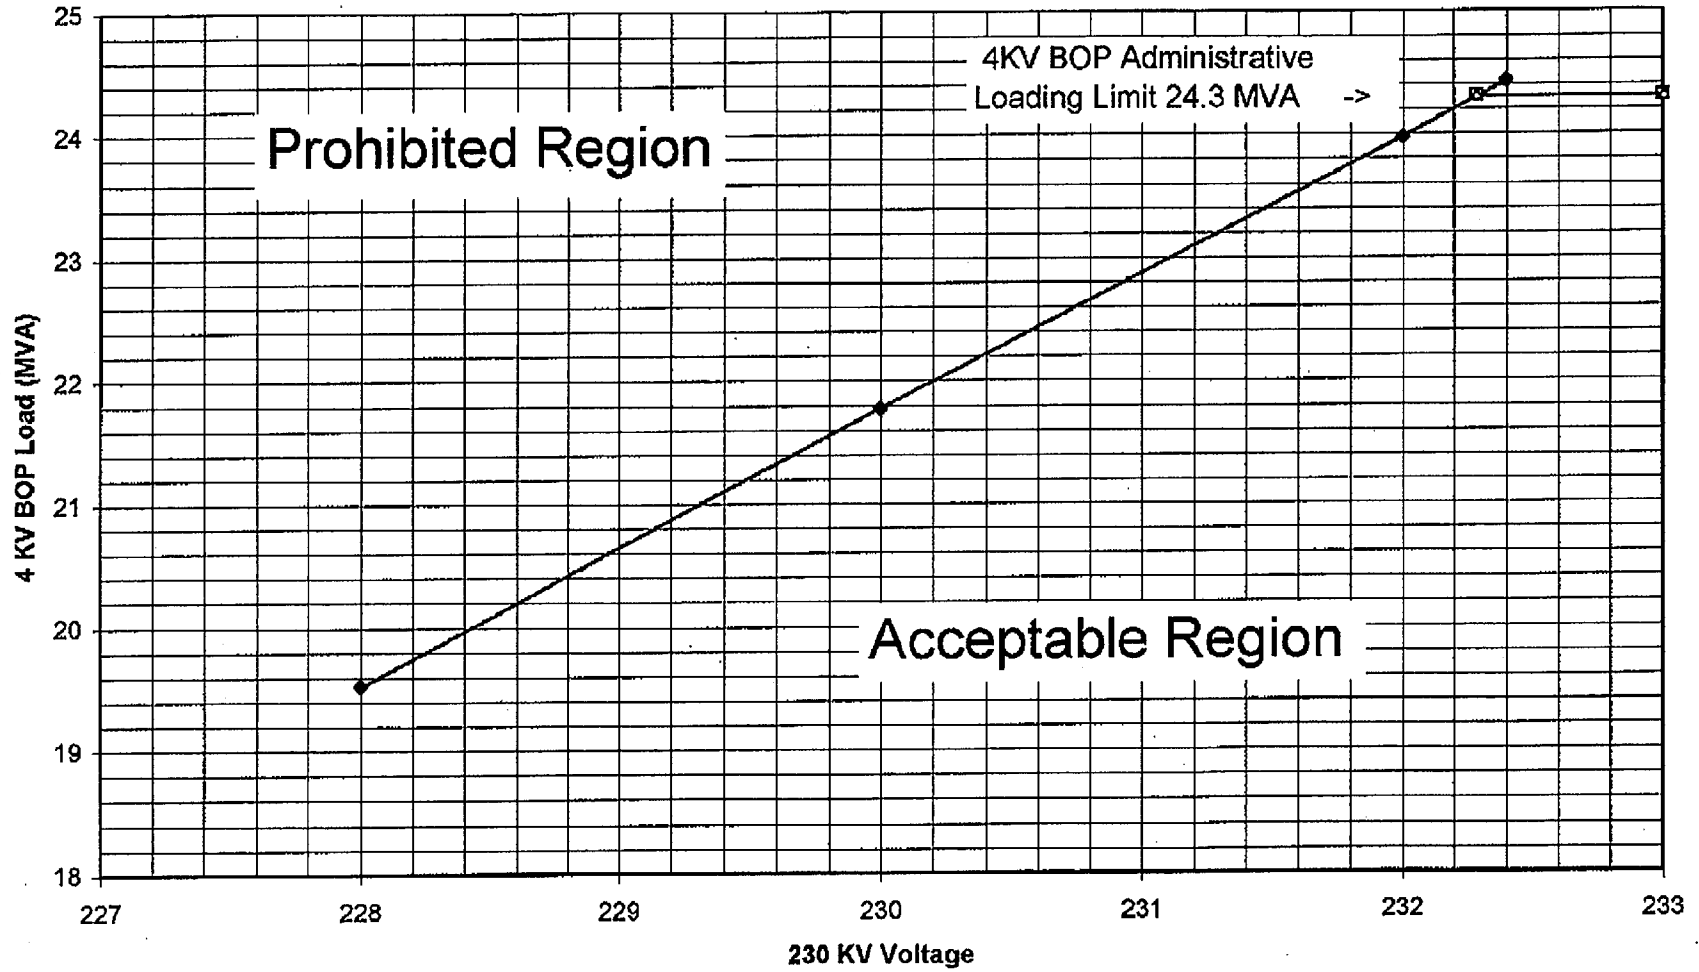 25
24
23
22
21
20
19
18
4 KV BOP Load (MVA)
4KV BOP Administrative
Loading Limit 24.3 MVA ->
Prohibited Region
Acceptable Region
227 228 229 230 231 232 233
230 KV Voltage